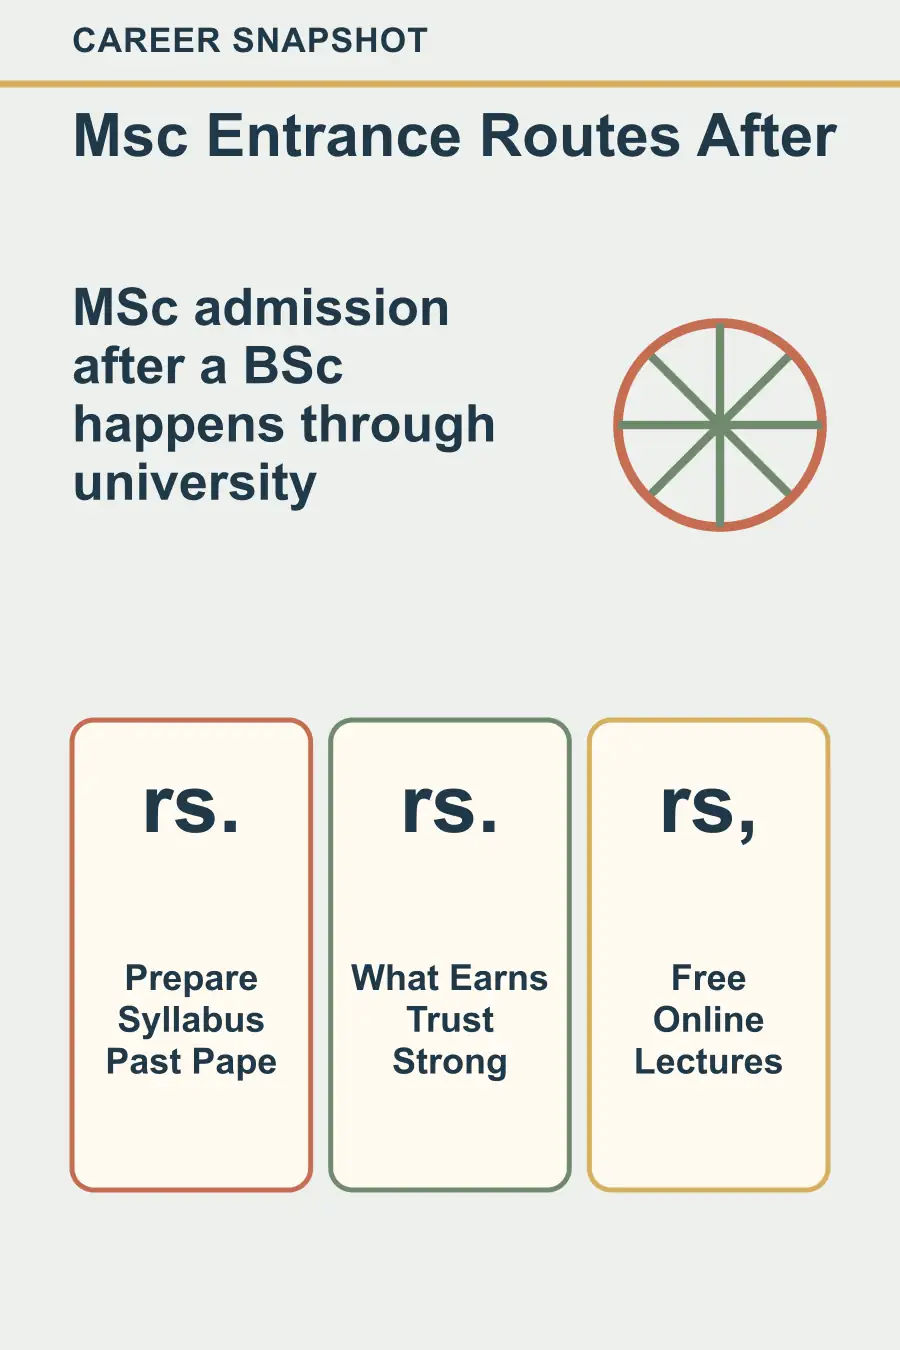 CAREER SNAPSHOT
Msc Entrance Routes After
MSc admission
after a BSc
happens through
university
rs.
Prepare
Syllabus
Past Pape
rs.
What Earns
Trust
Strong
rs,
Free
Online
Lectures